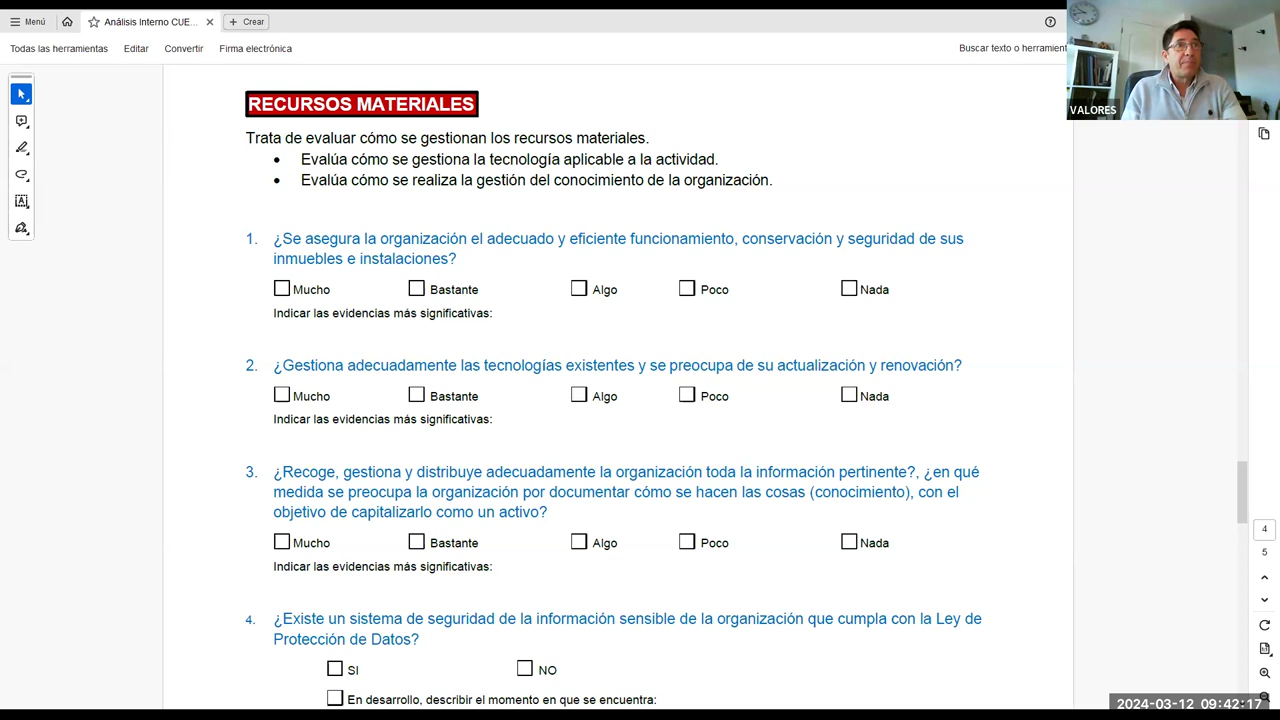 Menú
Análisis Interno CUE...
Crear
Todas las herramientas
Editar
Convertir
Firma electrónica
Buscar texto o herramient
VALORES
RECURSOS MATERIALES
Trata de evaluar cómo se gestionan los recursos materiales.
• Evalúa cómo se gestiona la tecnología aplicable a la actividad.
• Evalúa cómo se realiza la gestión del conocimiento de la organización.
1. ¿Se asegura la organización el adecuado y eficiente funcionamiento, conservación y seguridad de sus
inmuebles e instalaciones?
Mucho Bastante Algo Poco Nada
Indicar las evidencias más significativas:
2. ¿Gestiona adecuadamente las tecnologías existentes y se preocupa de su actualización y renovación?
Mucho Bastante Algo Poco Nada
Indicar las evidencias más significativas:
3. ¿Recoge, gestiona y distribuye adecuadamente la organización toda la información pertinente?, ¿en qué
medida se preocupa la organización por documentar cómo se hacen las cosas (conocimiento), con el
objetivo de capitalizarlo como un activo?
Mucho Bastante Algo Poco Nada
Indicar las evidencias más significativas:
4. ¿Existe un sistema de seguridad de la información sensible de la organización que cumpla con la Ley de
Protección de Datos?
SI NO
En desarrollo, describir el momento en que se encuentra:
4
5
2024-03-12 09:42:17